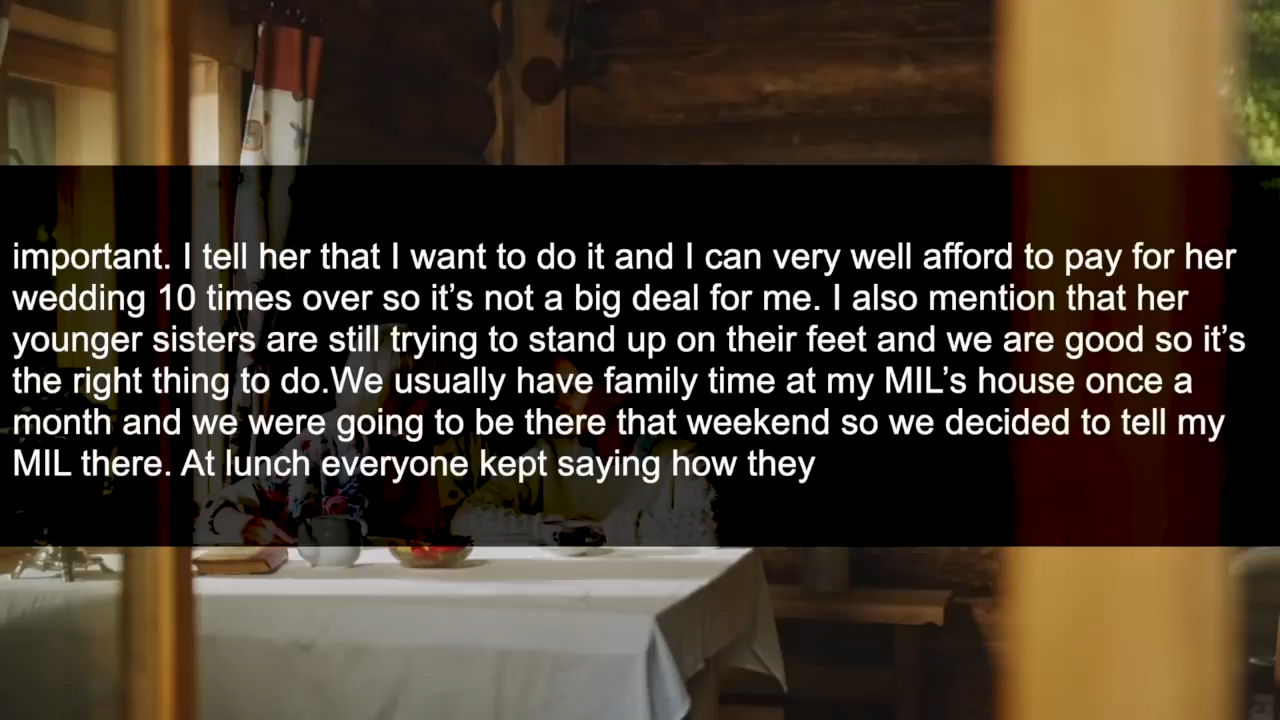 important. I tell her that I want to do it and I can very well afford to pay for her
wedding 10 times over so it’s not a big deal for me. I also mention that her
younger sisters are still trying to stand up on their feet and we are good so it’s
the right thing to do.We usually have family time at my MIL’s house once a
month and we were going to be there that weekend so we decided to tell my
MIL there. At lunch everyone kept saying how they